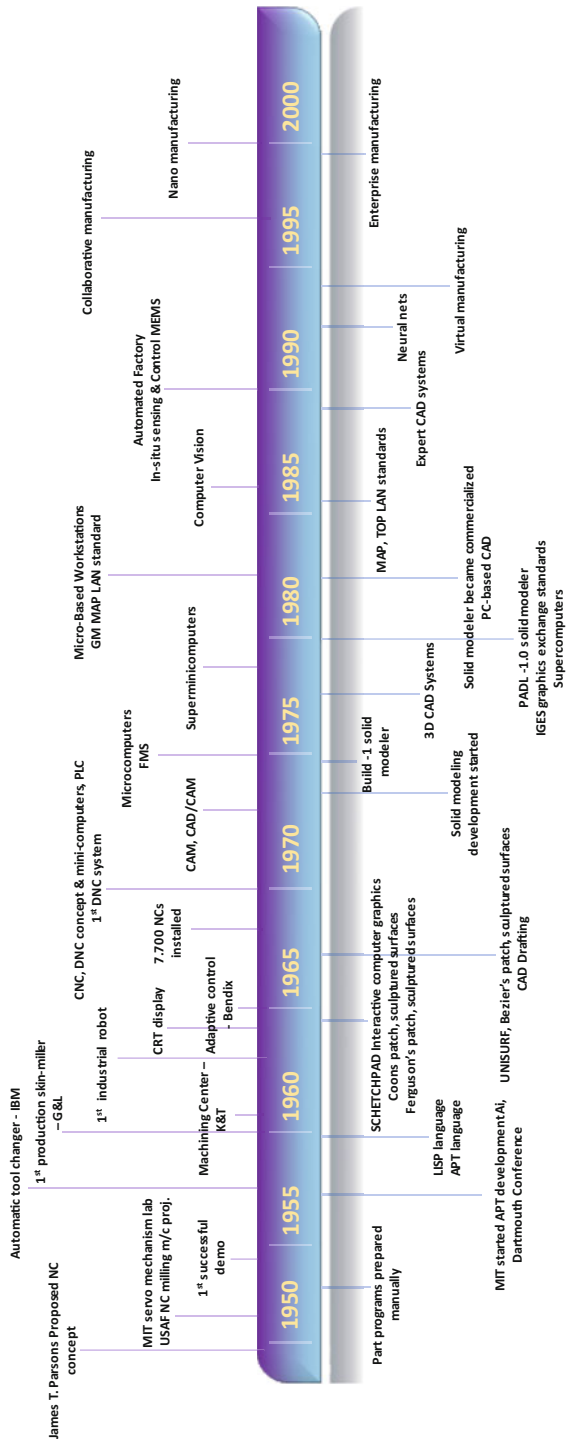 James T. Parsons Proposed NC
concept
MIT servo mechanism lab
USAF NC milling m/c proj.
1st successful
demo
Automatic tool changer - IBM
1st production skin-miller
– G&L
Machining Center –
K&T
1st industrial robot
CRT display
Adaptive control
- Bendix
7.700 NCs
installed
CNC, DNC concept & mini-computers, PLC
1st DNC system
CAM, CAD/CAM
Microcomputers
FMS
Superminicomputers
Micro-Based Workstations
GM MAP LAN standard
Computer Vision
Automated Factory
In-situ sensing & Control MEMS
Collaborative manufacturing
Nano manufacturing
1950
1955
1960
1965
1970
1975
1980
1985
1990
1995
2000
Part programs prepared
manually
MIT started APT development Ai,
Dartmouth Conference
LISP language
APT language
SCHETCHPAD Interactive computer graphics
Coons patch, sculptured surfaces
Ferguson's patch, sculptured surfaces
UNISURF, Bezier's patch, sculptured surfaces
CAD Drafting
Solid modeling
development started
Build -1 solid
modeler
3D CAD Systems
PADL -1.0 solid modeler
IGES graphics exchange standards
Supercomputers
Solid modeler became commercialized
PC-based CAD
MAP, TOP LAN standards
Expert CAD systems
Neural nets
Virtual manufacturing
Enterprise manufacturing